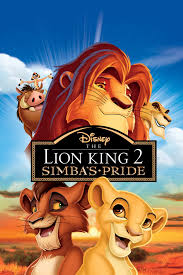 Disney
THE
LION KING 2
SIMBA'S • PRIDE